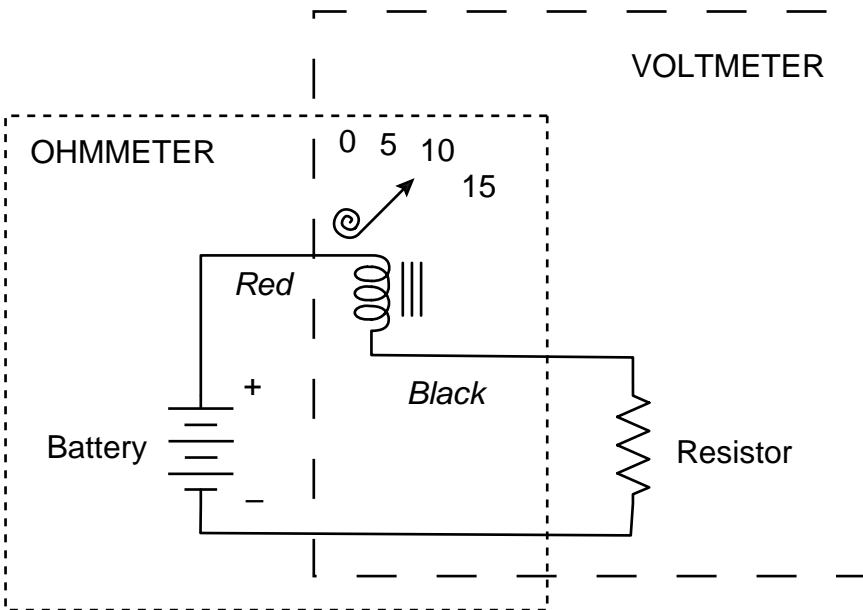 VOLTMETER
OHMMETER
0 5 10
15
Red
+
Black
Battery
Resistor
–